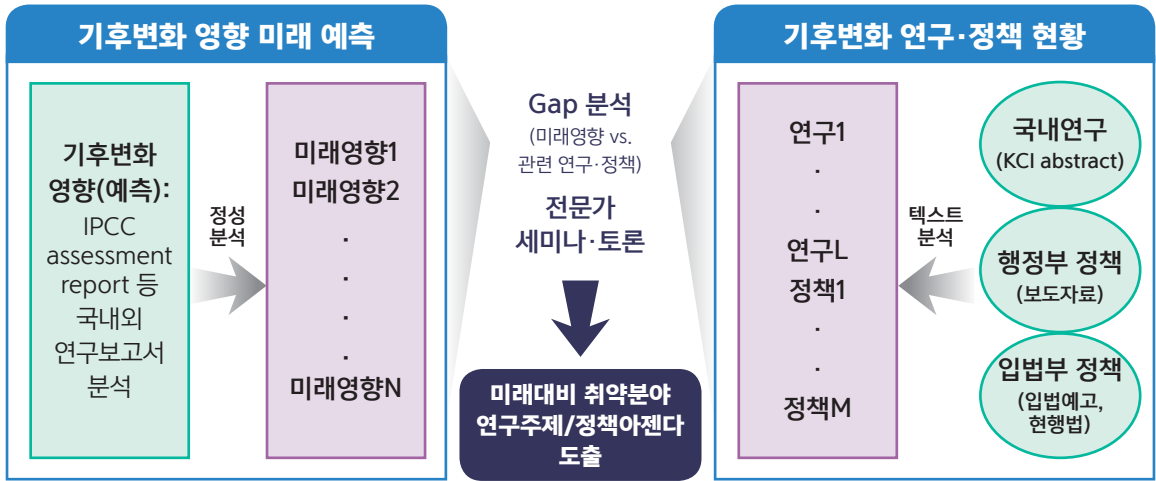 기후변화 영향 미래 예측
기후변화
영향(예측):
IPCC
assessment
report 등
국내외
연구보고서
분석
정성
분석
미래영향1
미래영향2
.
.
.
.
미래영향N
Gap 분석
(미래영향 vs.
관련 연구·정책)
전문가
세미나·토론
미래대비 취약분야
연구주제/정책아젠다
도출
기후변화 연구·정책 현황
연구1
.
.
연구L
정책1
.
.
정책M
텍스트
분석
국내연구
(KCI abstract)
행정부 정책
(보도자료)
입법부 정책
(입법예고,
현행법)